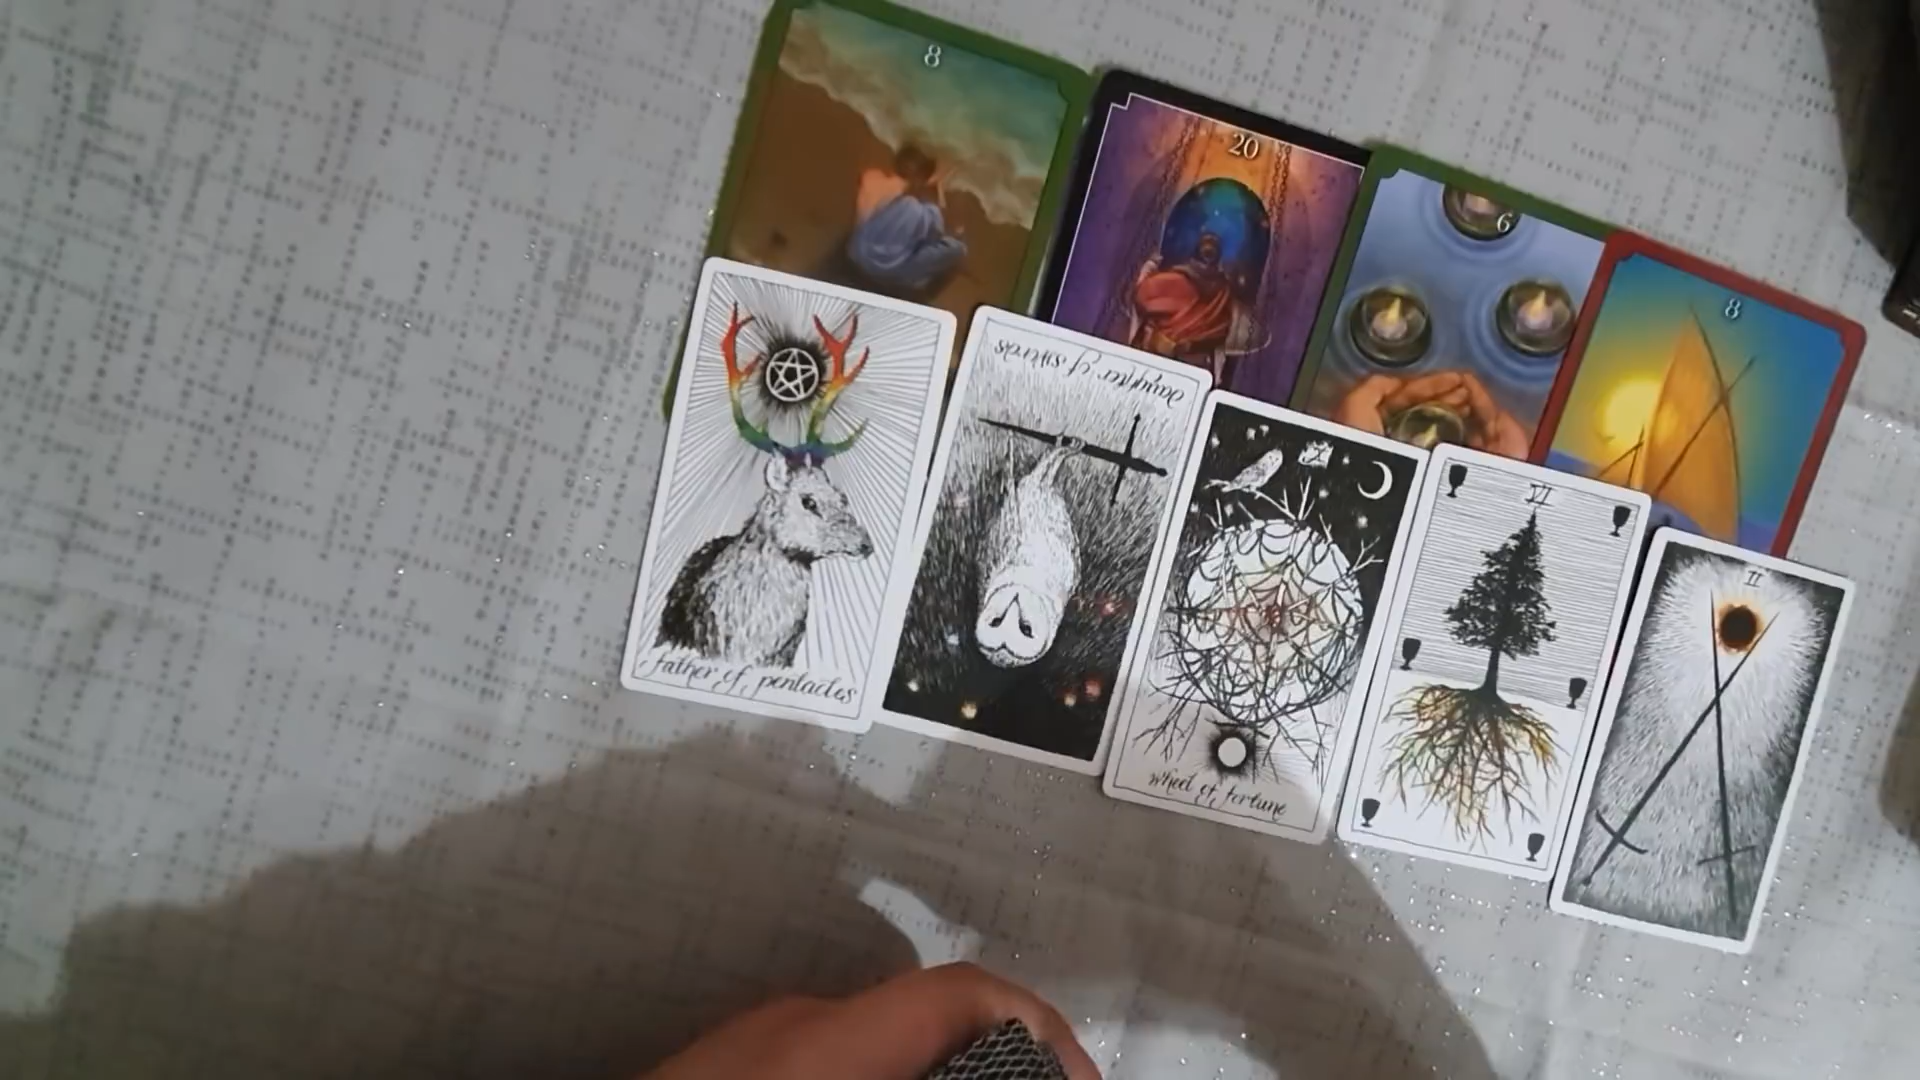 8
20
6
8
father of pentacles
daughter of swords
X
wheel of fortune
VI
II